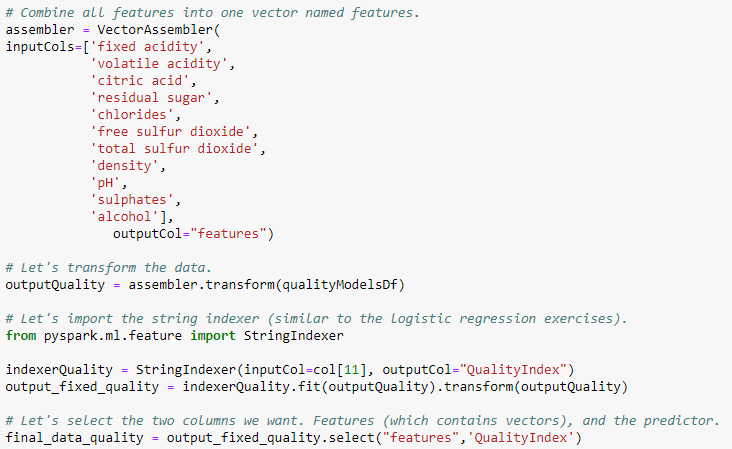 # Combine all features into one vector named features.
assembler = VectorAssembler(
inputCols=['fixed acidity',
           'volatile acidity',
           'citric acid',
           'residual sugar',
           'chlorides',
           'free sulfur dioxide',
           'total sulfur dioxide',
           'density',
           'pH',
           'sulphates',
           'alcohol'],
              outputCol="features")

# Let's transform the data.
outputQuality = assembler.transform(qualityModelsDf)

# Let's import the string indexer (similar to the logistic regression exercises).
from pyspark.ml.feature import StringIndexer

indexerQuality = StringIndexer(inputCol=col[11], outputCol="QualityIndex")
output_fixed_quality = indexerQuality.fit(outputQuality).transform(outputQuality)

# Let's select the two columns we want. Features (which contains vectors), and the predictor.
final_data_quality = output_fixed_quality.select("features",'QualityIndex')